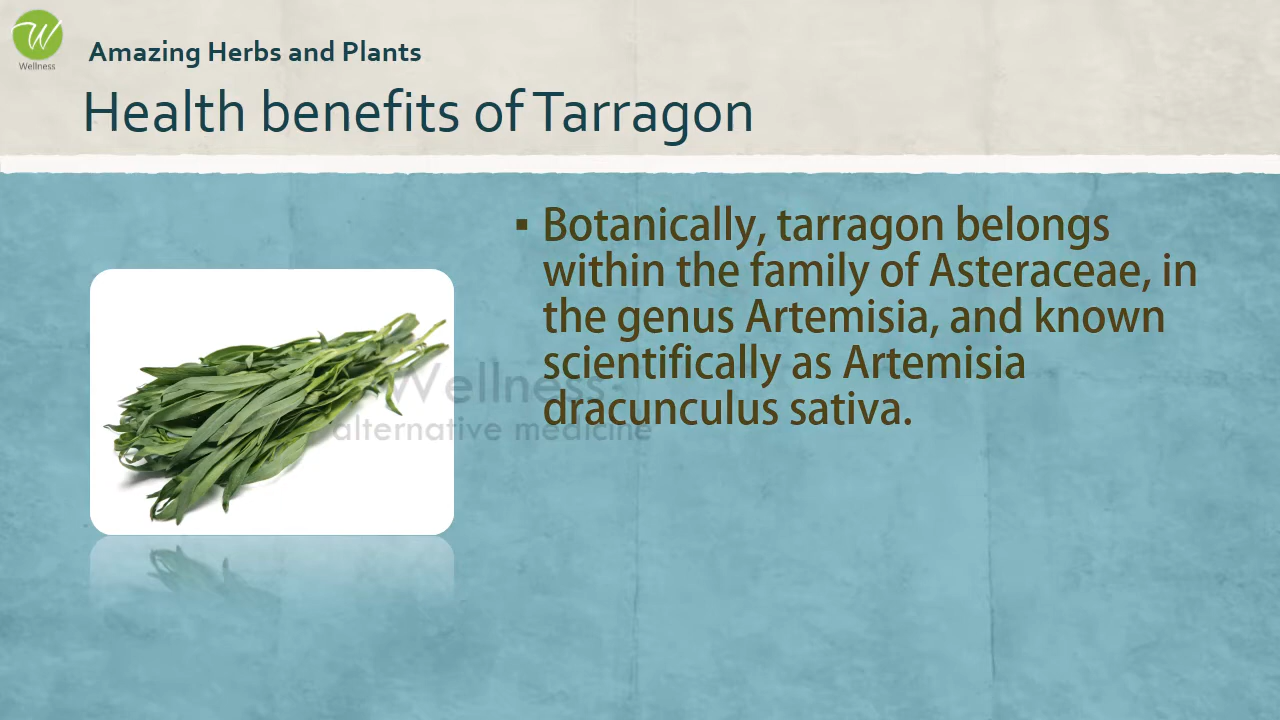 W
Wellness
Amazing Herbs and Plants
Health benefits of Tarragon
▪ Botanically, tarragon belongs
within the family of Asteraceae, in
the genus Artemisia, and known
scientifically as Artemisia
dracunculus sativa.
Wellness
alternative medicine